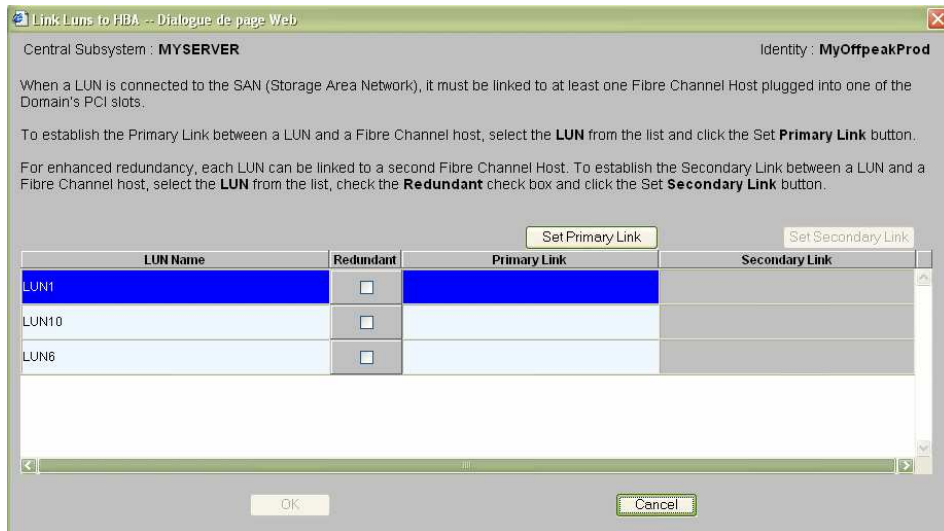 Link Luns to HBA -- Dialogue de page Web
Central Subsystem : MYSERVER
Identity : MyOffpeakProd
When a LUN is connected to the SAN (Storage Area Network), it must be linked to at least one Fibre Channel Host plugged into one of the
Domain's PCI slots.
To establish the Primary Link between a LUN and a Fibre Channel host, select the LUN from the list and click the Set Primary Link button.
For enhanced redundancy, each LUN can be linked to a second Fibre Channel Host. To establish the Secondary Link between a LUN and a
Fibre Channel host, select the LUN from the list, check the Redundant check box and click the Set Secondary Link button.
Set Primary Link
Set Secondary Link
LUN Name Redundant Primary Link Secondary Link
LUN1
LUN10
LUN6
OK
Cancel